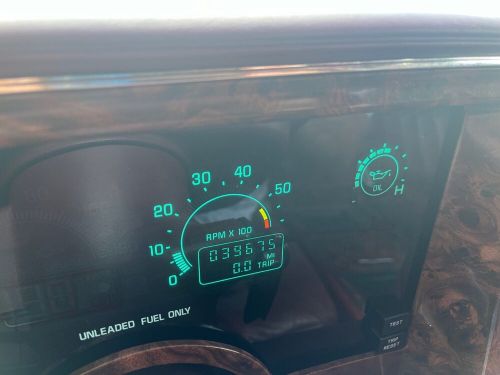 40
30
50
20
10
0
RPM X 100
039675
MI
0.0 TRIP
OIL
H
UNLEADED FUEL ONLY
TEST
TRIP
RESET